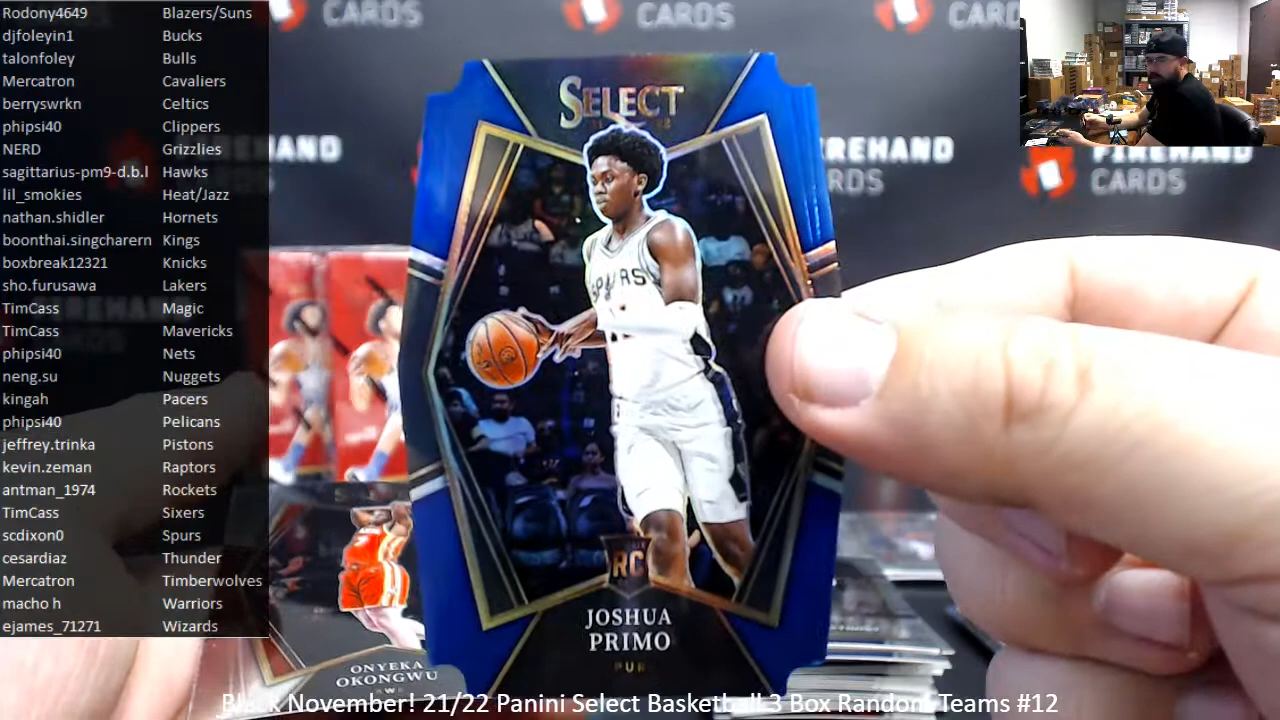 Rodony4649 Blazers/Suns
djfoleyin1 Bucks
talonfoley Bulls
Mercatron Cavaliers
berryswrkn Celtics
phipsi40 Clippers
NERD Grizzlies
sagittarius-pm9-d.b.l Hawks
lil_smokies Heat/Jazz
nathan.shidler Hornets
boonthai.singcharern Kings
boxbreak12321 Knicks
sho.furusawa Lakers
TimCass Magic
TimCass Mavericks
phipsi40 Nets
neng.su Nuggets
kingah Pacers
phipsi40 Pelicans
jeffrey.trinka Pistons
kevin.zeman Raptors
antman_1974 Rockets
TimCass Sixers
scdixon0 Spurs
cesardiaz Thunder
Mercatron Timberwolves
macho h Warriors
ejames_71271 Wizards
FIREHAND
CARDS
CARDS
CARDS
SELECT
FIREHAND
CARDS
SPURS
RC
JOSHUA
PRIMO
ONYEKA
OKONGWU
Black November! 21/22 Panini Select Basketball 3 Box Random Teams #12